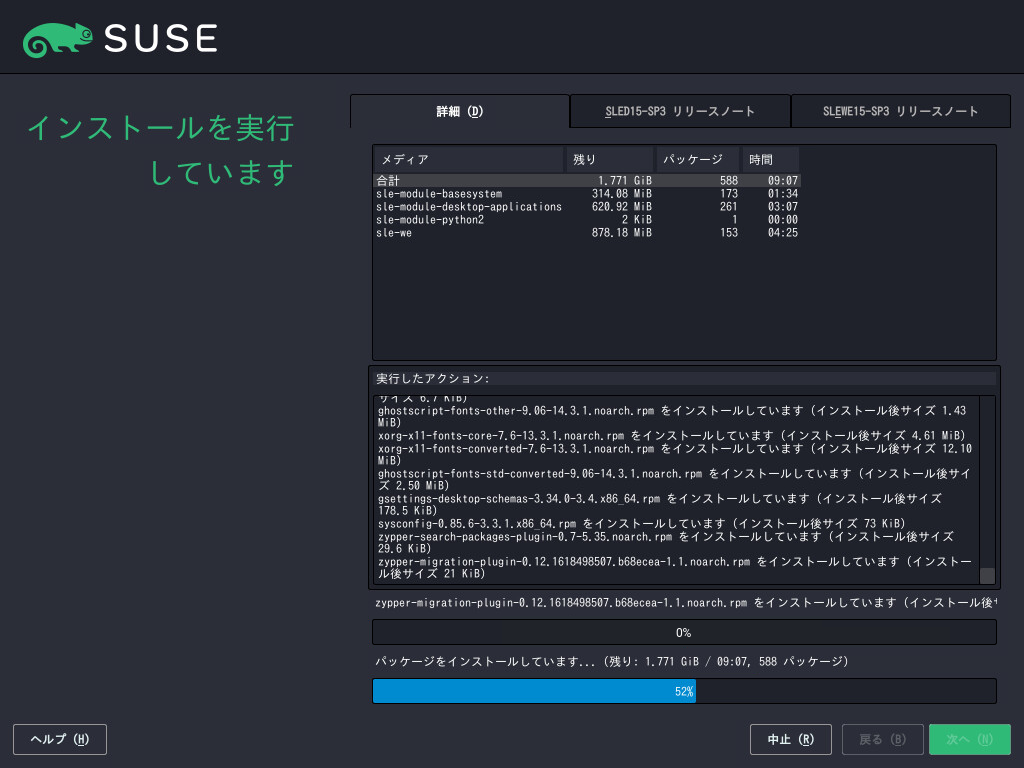 SUSE
インストールを実行
しています
詳細 (D)
SLED15-SP3 リリースノート
SLEWE15-SP3 リリースノート
メディア 残り パッケージ 時間
合計 1.771 GiB 588 09:07
sle-module-basesystem 314.08 MiB 173 01:34
sle-module-desktop-applications 620.92 MiB 261 03:07
sle-module-python2 2 KiB 1 00:00
sle-we 878.18 MiB 153 04:25
実行したアクション:
サイズ 6.7 KiB)
ghostscript-fonts-other-9.06-14.3.1.noarch.rpm をインストールしています (インストール後サイズ 1.43
MiB)
xorg-x11-fonts-core-7.6-13.3.1.noarch.rpm をインストールしています (インストール後サイズ 4.61 MiB)
xorg-x11-fonts-converted-7.6-13.3.1.noarch.rpm をインストールしています (インストール後サイズ 12.10
MiB)
ghostscript-fonts-std-converted-9.06-14.3.1.noarch.rpm をインストールしています (インストール後サイ
ズ 2.50 MiB)
gsettings-desktop-schemas-3.34.0-3.4.x86_64.rpm をインストールしています (インストール後サイズ
178.5 KiB)
sysconfig-0.85.6-3.3.1.x86_64.rpm をインストールしています (インストール後サイズ 73 KiB)
zypper-search-packages-plugin-0.7-5.35.noarch.rpm をインストールしています (インストール後サイズ
29.6 KiB)
zypper-migration-plugin-0.12.1618498507.b68ecea-1.1.noarch.rpm をインストールしています (インストー
ル後サイズ 21 KiB)
zypper-migration-plugin-0.12.1618498507.b68ecea-1.1.noarch.rpm をインストールしています (インストール後
0%
パッケージをインストールしています... (残り: 1.771 GiB / 09:07, 588 パッケージ)
52%
ヘルプ (H)
中止 (R)
戻る (B)
次へ (N)